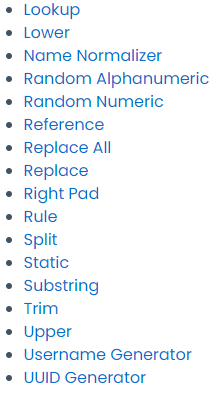 Lookup
Lower
Name Normalizer
Random Alphanumeric
Random Numeric
Reference
Replace All
Replace
Right Pad
Rule
Split
Static
Substring
Trim
Upper
Username Generator
UUID Generator